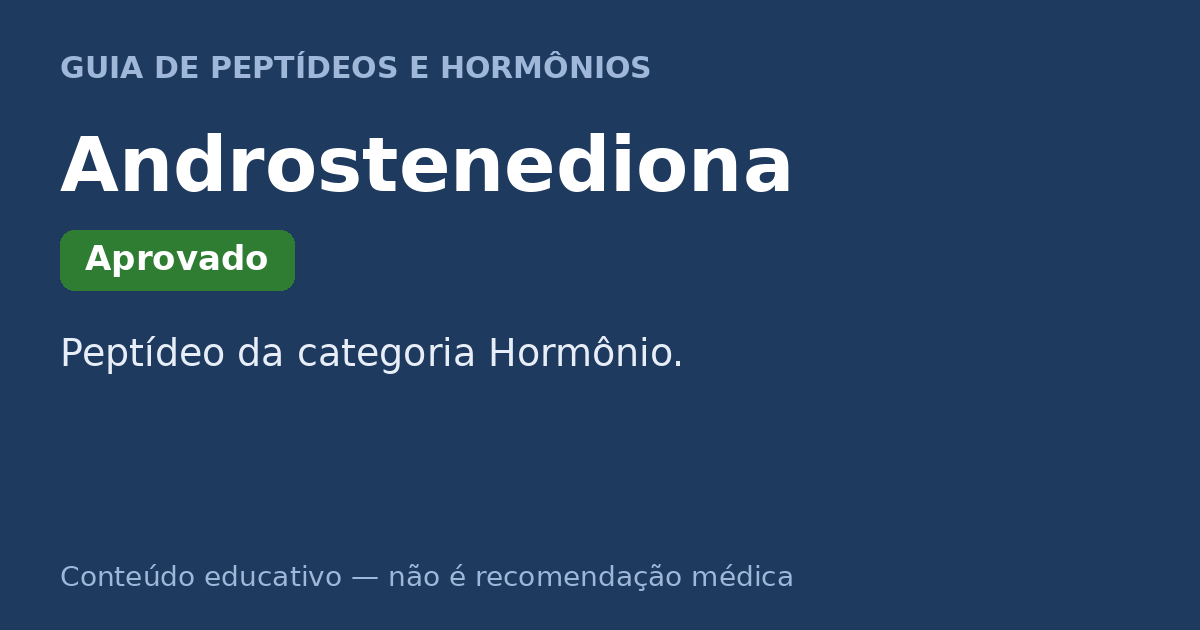 GUIA DE PEPTÍDEOS E HORMÔNIOS
Androstenediona
Aprovado
Peptídeo da categoria Hormônio.
Conteúdo educativo — não é recomendação médica